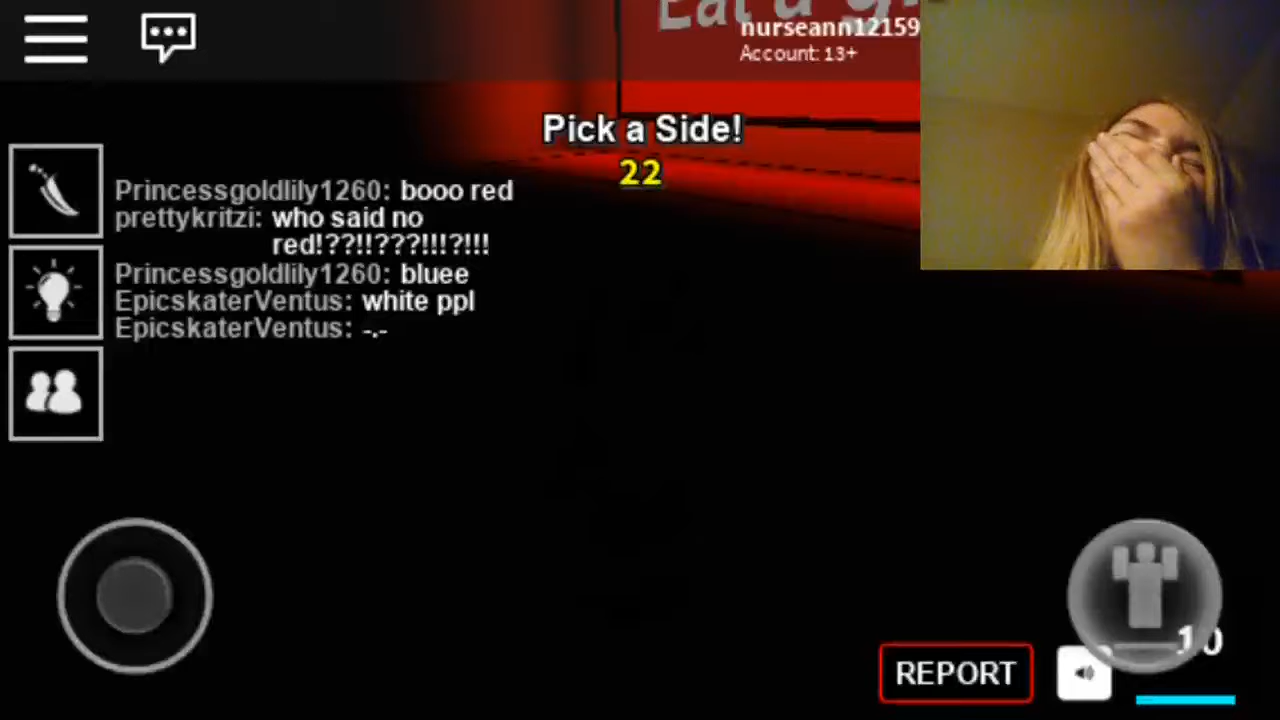 Eat a
nurseann12159
Account: 13+
Pick a Side!
22
Princessgoldlily1260: booo red
prettykritzi: who said no
red!??!!???!!!?!!!
Princessgoldlily1260: bluee
EpicskaterVentus: white ppl
EpicskaterVentus: -.-
REPORT